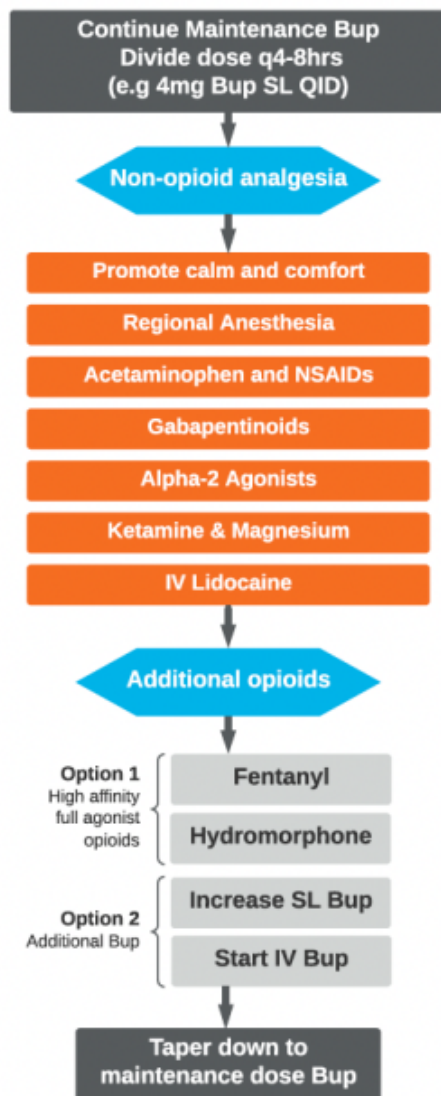 Continue Maintenance Bup
Divide dose q4-8hrs
(e.g 4mg Bup SL QID)
Non-opioid analgesia
Promote calm and comfort
Regional Anesthesia
Acetaminophen and NSAIDs
Gabapentinoids
Alpha-2 Agonists
Ketamine & Magnesium
IV Lidocaine
Additional opioids
Option 1
High affinity
full agonist
opioids
Fentanyl
Hydromorphone
Option 2
Additional Bup
Increase SL Bup
Start IV Bup
Taper down to
maintenance dose Bup